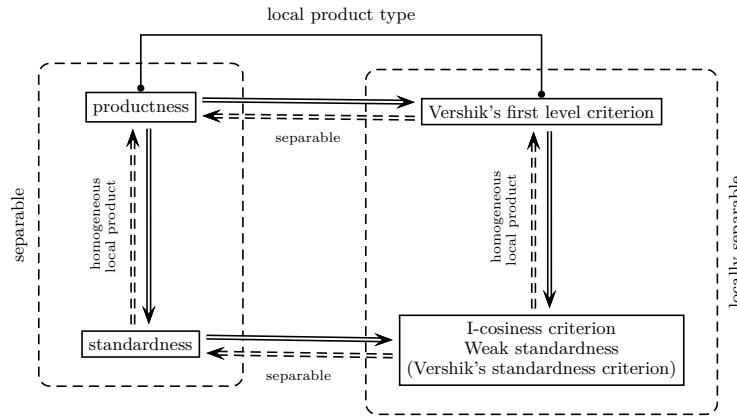 local product type
productness
Vershik's first level criterion
separable
separable
homogeneous
local product
homogeneous
local product
locally separable
standardness
I-cosiness criterion
Weak standardness
(Vershik's standardness criterion)
separable